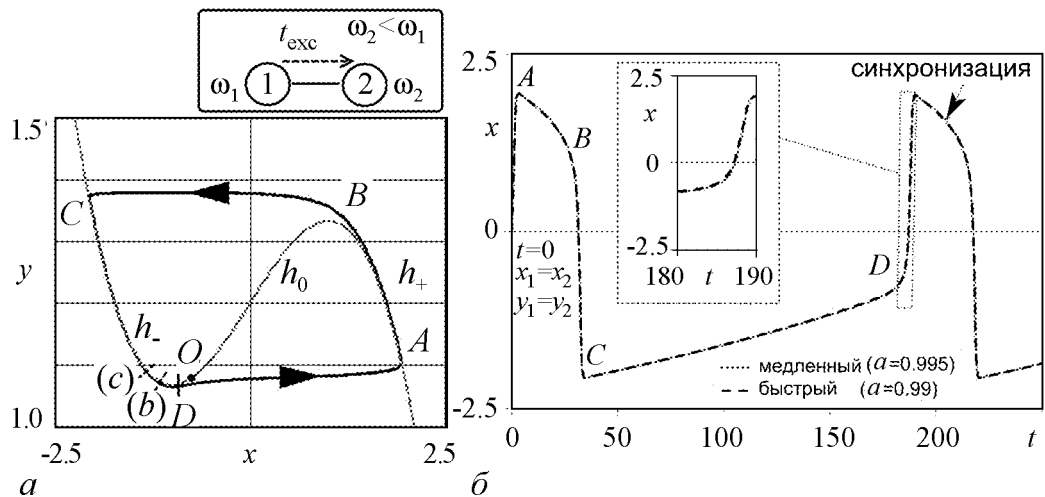 t_exc ω₂<ω₁
ω₁ 1 2 ω₂
1.5
y
1.0
-2.5 x 2.5
C B
h₀ h₊
h₋ O A
(c)
(b) D
а
2.5
x
0
-2.5
A B
t=0
x₁=x₂
y₁=y₂
C D
2.5
x
0
-2.5
180 t 190
синхронизация
медленный (a=0.995)
быстрый (a=0.99)
0 50 100 150 200 t
б